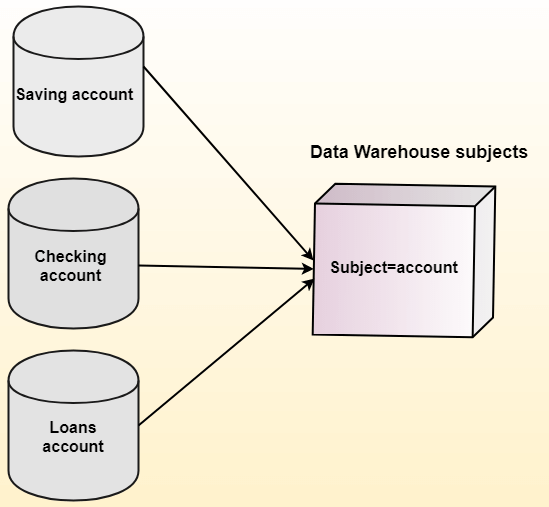 Saving account
Data Warehouse subjects
Checking
account
Subject=account
Loans
account